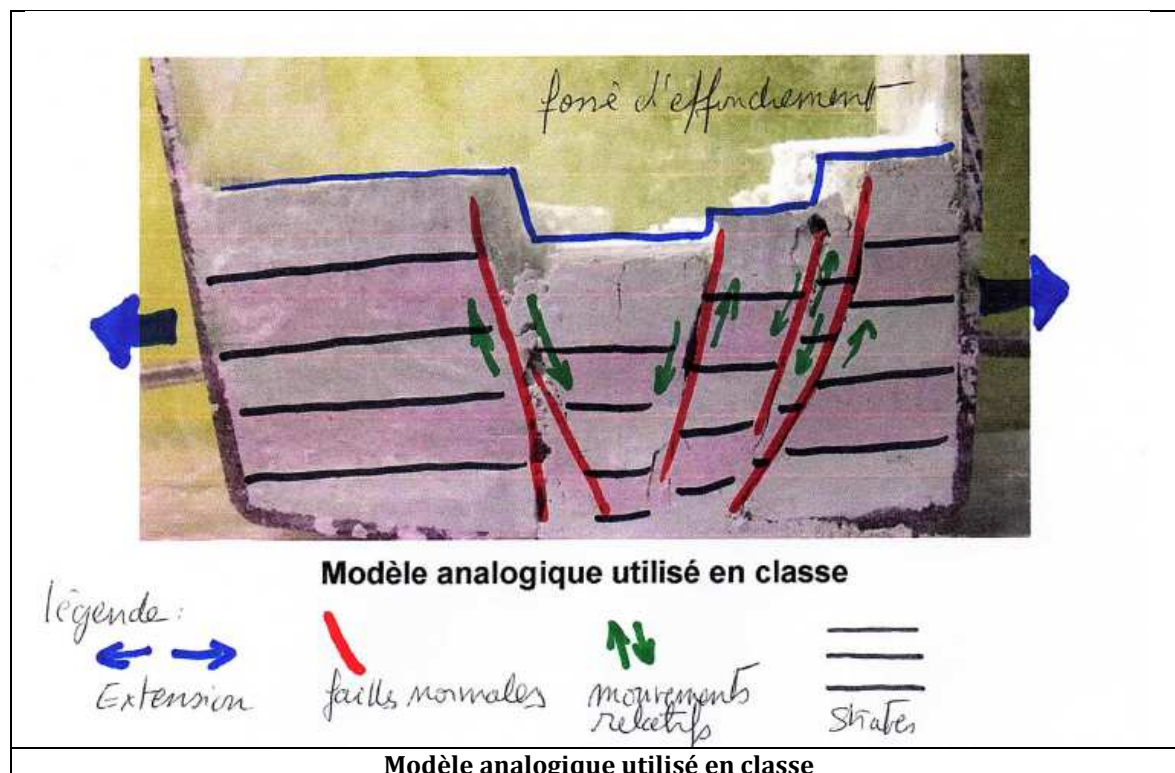 fossé d'effondrement
Modèle analogique utilisé en classe
légende :
Extension
failles normales
mouvements
relatifs
Strates
Modèle analogique utilisé en classe